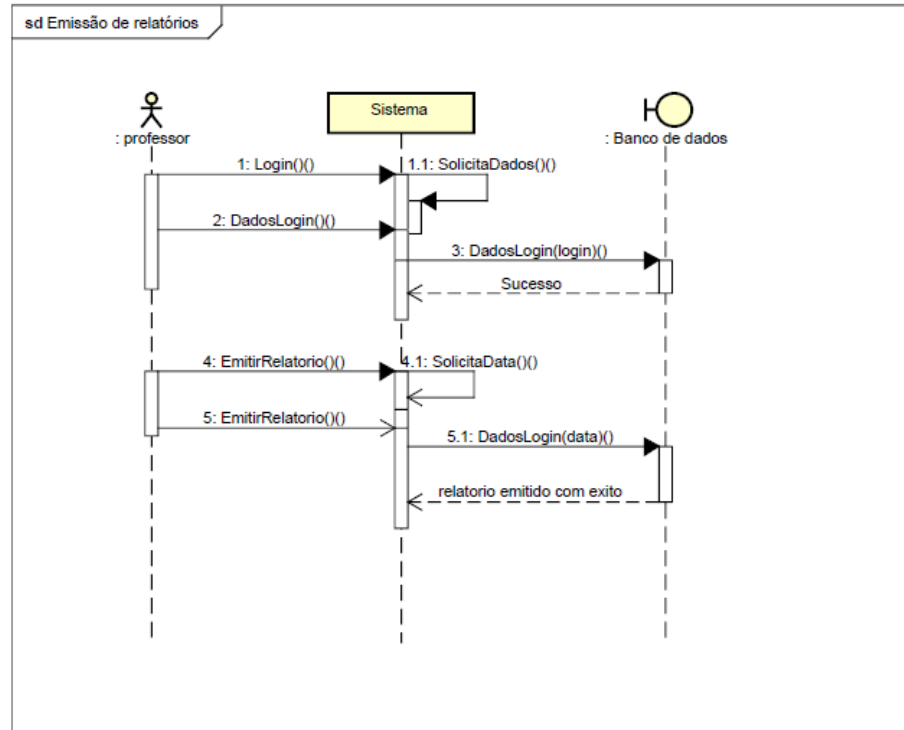 sd Emissão de relatórios
: professor
Sistema
: Banco de dados
1: Login()()
1.1: SolicitaDados()()
2: DadosLogin()()
3: DadosLogin(login)()
Sucesso
4: EmitirRelatorio()()
4.1: SolicitaData()()
5: EmitirRelatorio()()
5.1: DadosLogin(data)()
relatorio emitido com exito